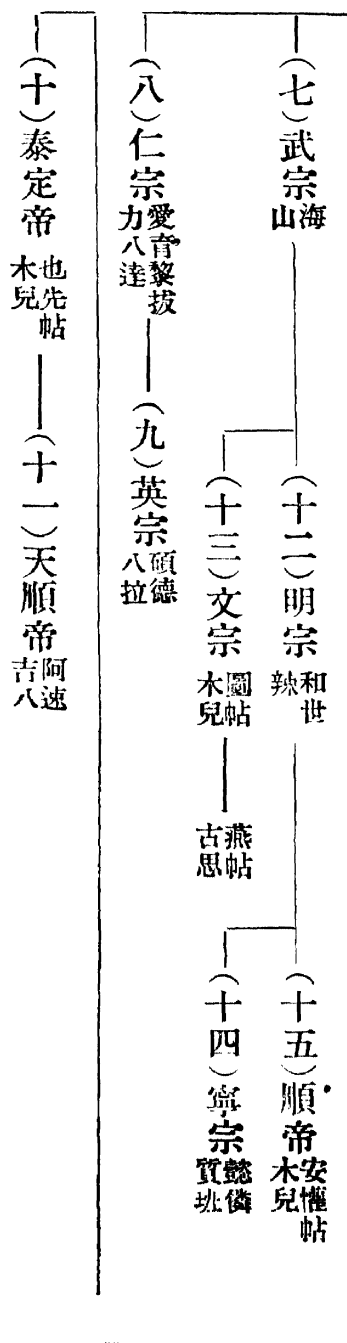 (七)武宗海山
(十二)明宗和世㻋
(十五)順帝安懽帖木兒
(十三)文宗圖帖木兒
燕帖古思
(十四)寧宗懿憐質班
(八)仁宗愛育黎拔力八達
(九)英宗碩德八拉
(十)泰定帝也先帖木兒
(十一)天順帝阿速吉八